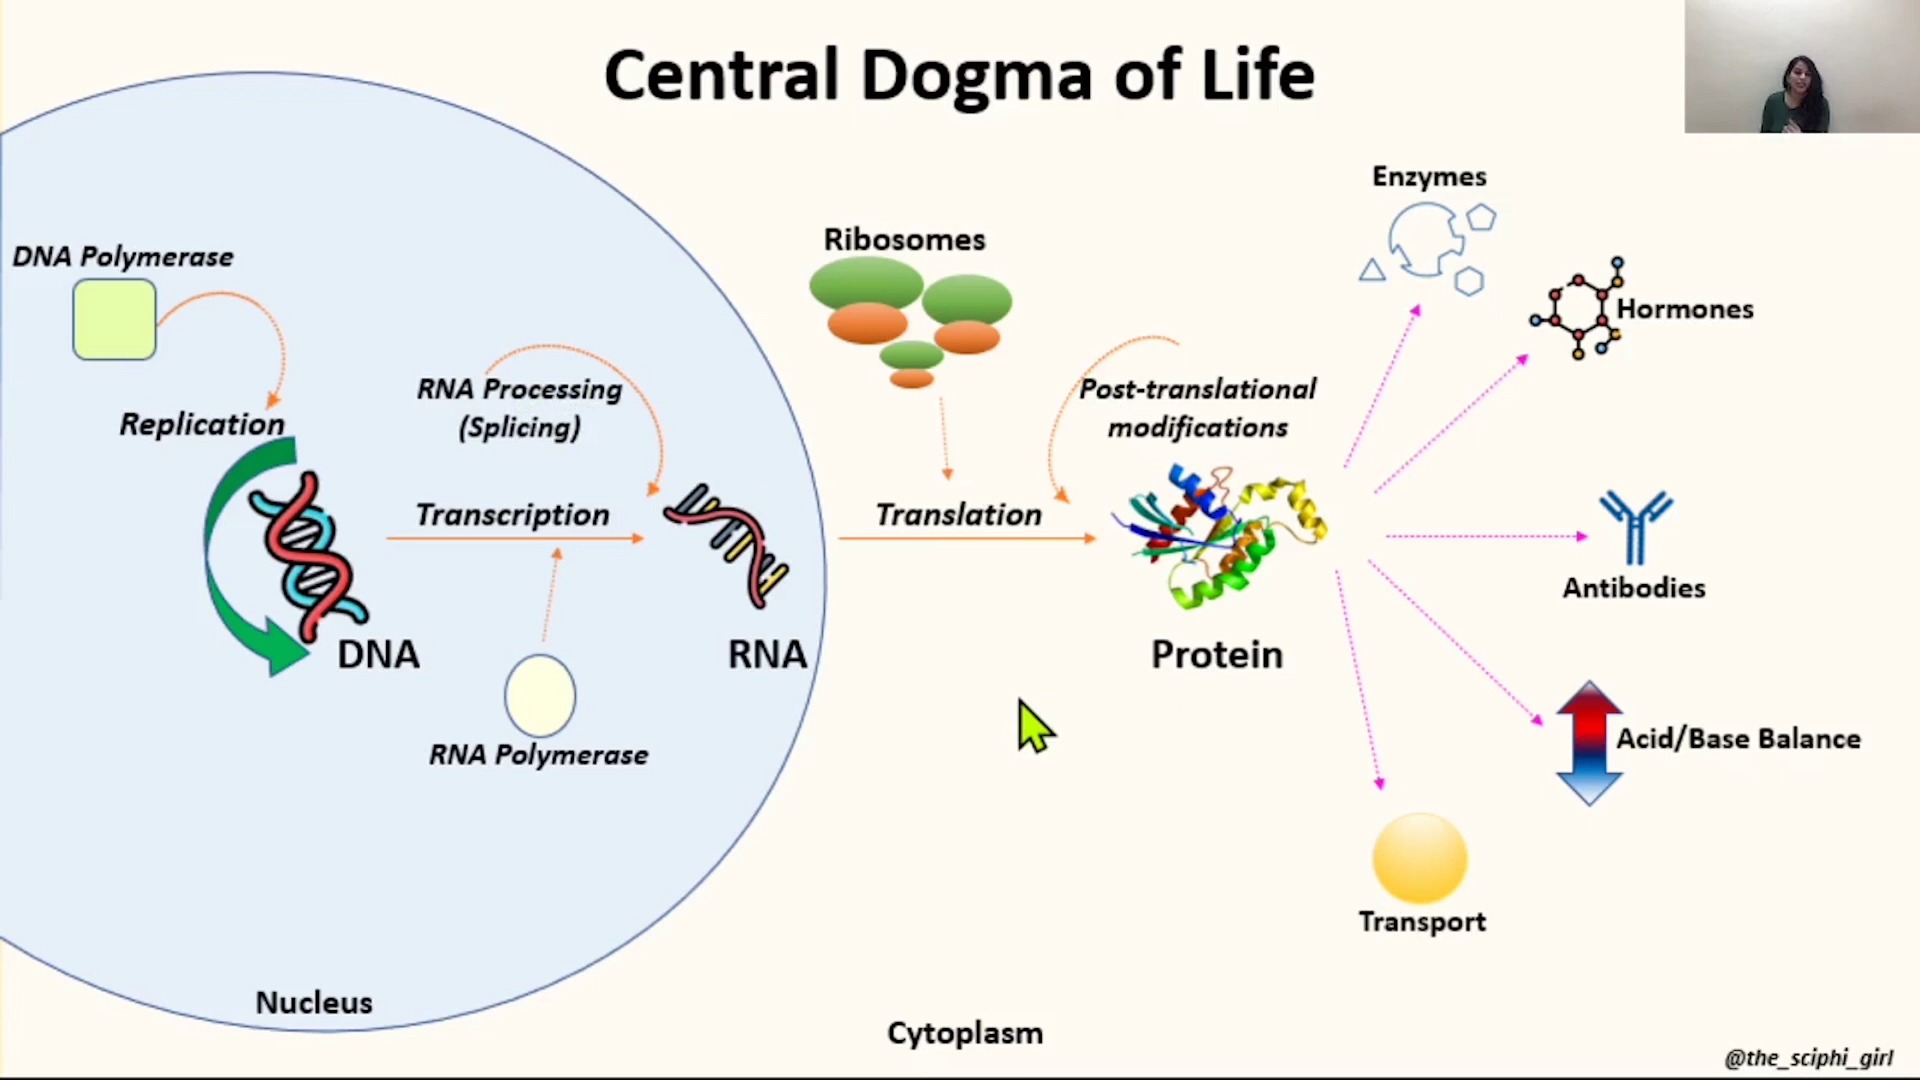 Central Dogma of Life
Enzymes
Ribosomes
DNA Polymerase
Hormones
RNA Processing
(Splicing)
Post-translational
modifications
Replication
Transcription
Translation
Antibodies
DNA
RNA
Protein
Acid/Base Balance
RNA Polymerase
Transport
Nucleus
Cytoplasm
@the_sciphi_girl